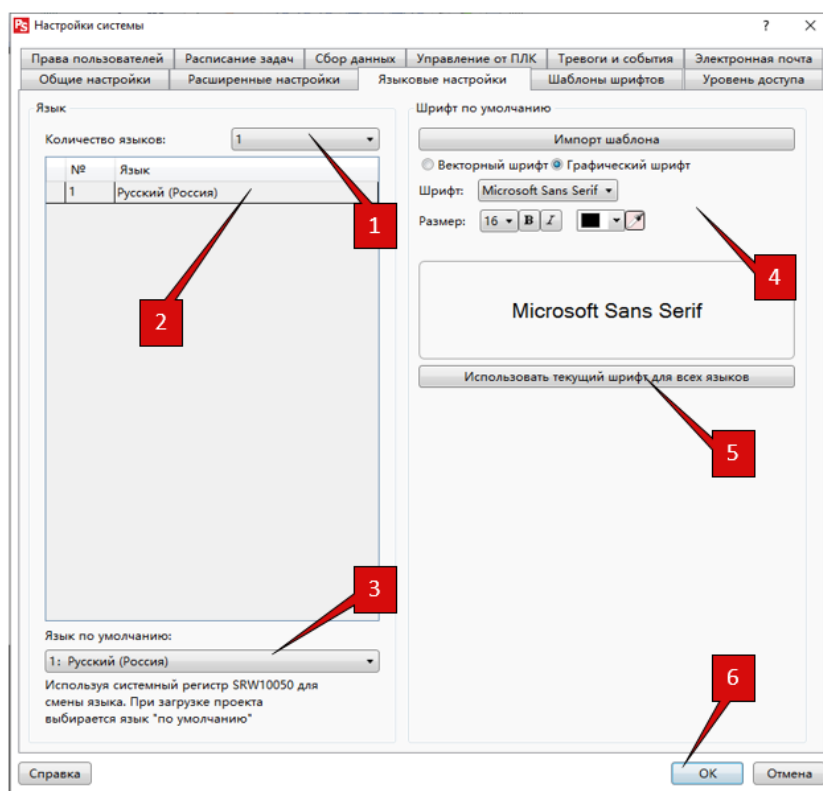 PS Настройки системы ? ×
Права пользователей Расписание задач Сбор данных Управление от ПЛК Тревоги и события Электронная почта
Общие настройки Расширенные настройки Языковые настройки Шаблоны шрифтов Уровень доступа
Язык
Количество языков: 1
№ Язык
1 Русский (Россия)
1
2
3
Язык по умолчанию:
1: Русский (Россия)
Используя системный регистр SRW10050 для
смены языка. При загрузке проекта
выбирается язык "по умолчанию"
Шрифт по умолчанию
Импорт шаблона
Векторный шрифт Графический шрифт
Шрифт: Microsoft Sans Serif
Размер: 16 B I
4
Microsoft Sans Serif
Использовать текущий шрифт для всех языков
5
6
Справка OK Отмена